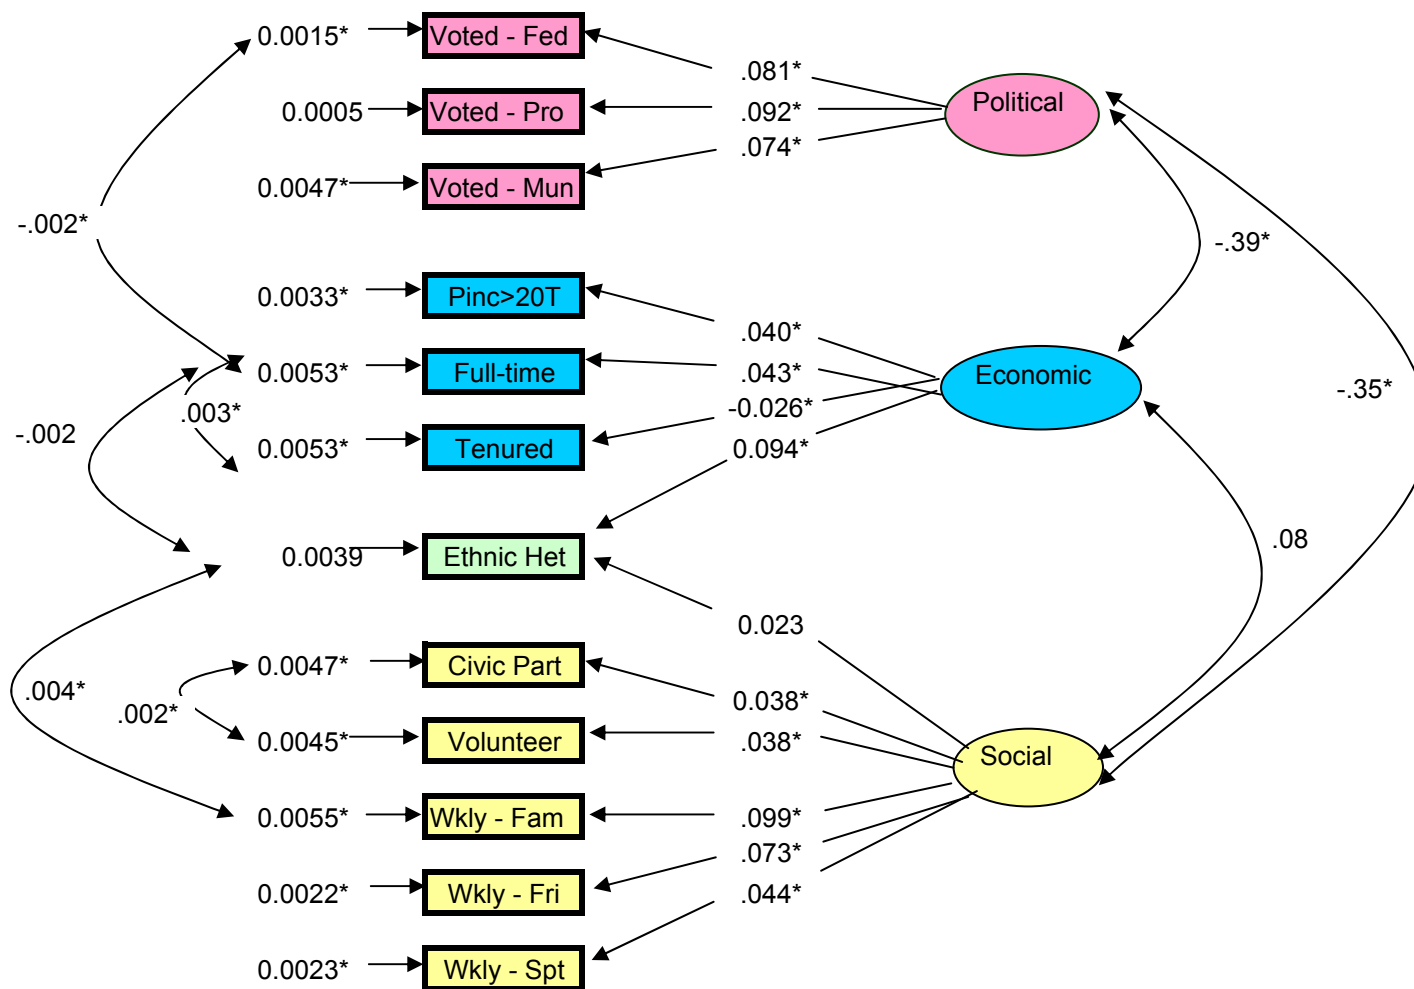 0.0015* Voted - Fed
.081*
Political
0.0005 Voted - Pro
.092*
.074*
0.0047* Voted - Mun
-.002*
-.39*
0.0033* Pinc>20T
.040*
0.0053* Full-time
.043*
Economic
-.35*
.003*
-0.026*
-.002
0.0053* Tenured
0.094*
0.0039 Ethnic Het
.08
0.023
0.0047* Civic Part
.004*
.002*
0.038*
0.0045* Volunteer
.038*
Social
0.0055* Wkly - Fam
.099*
.073*
0.0022* Wkly - Fri
.044*
0.0023* Wkly - Spt